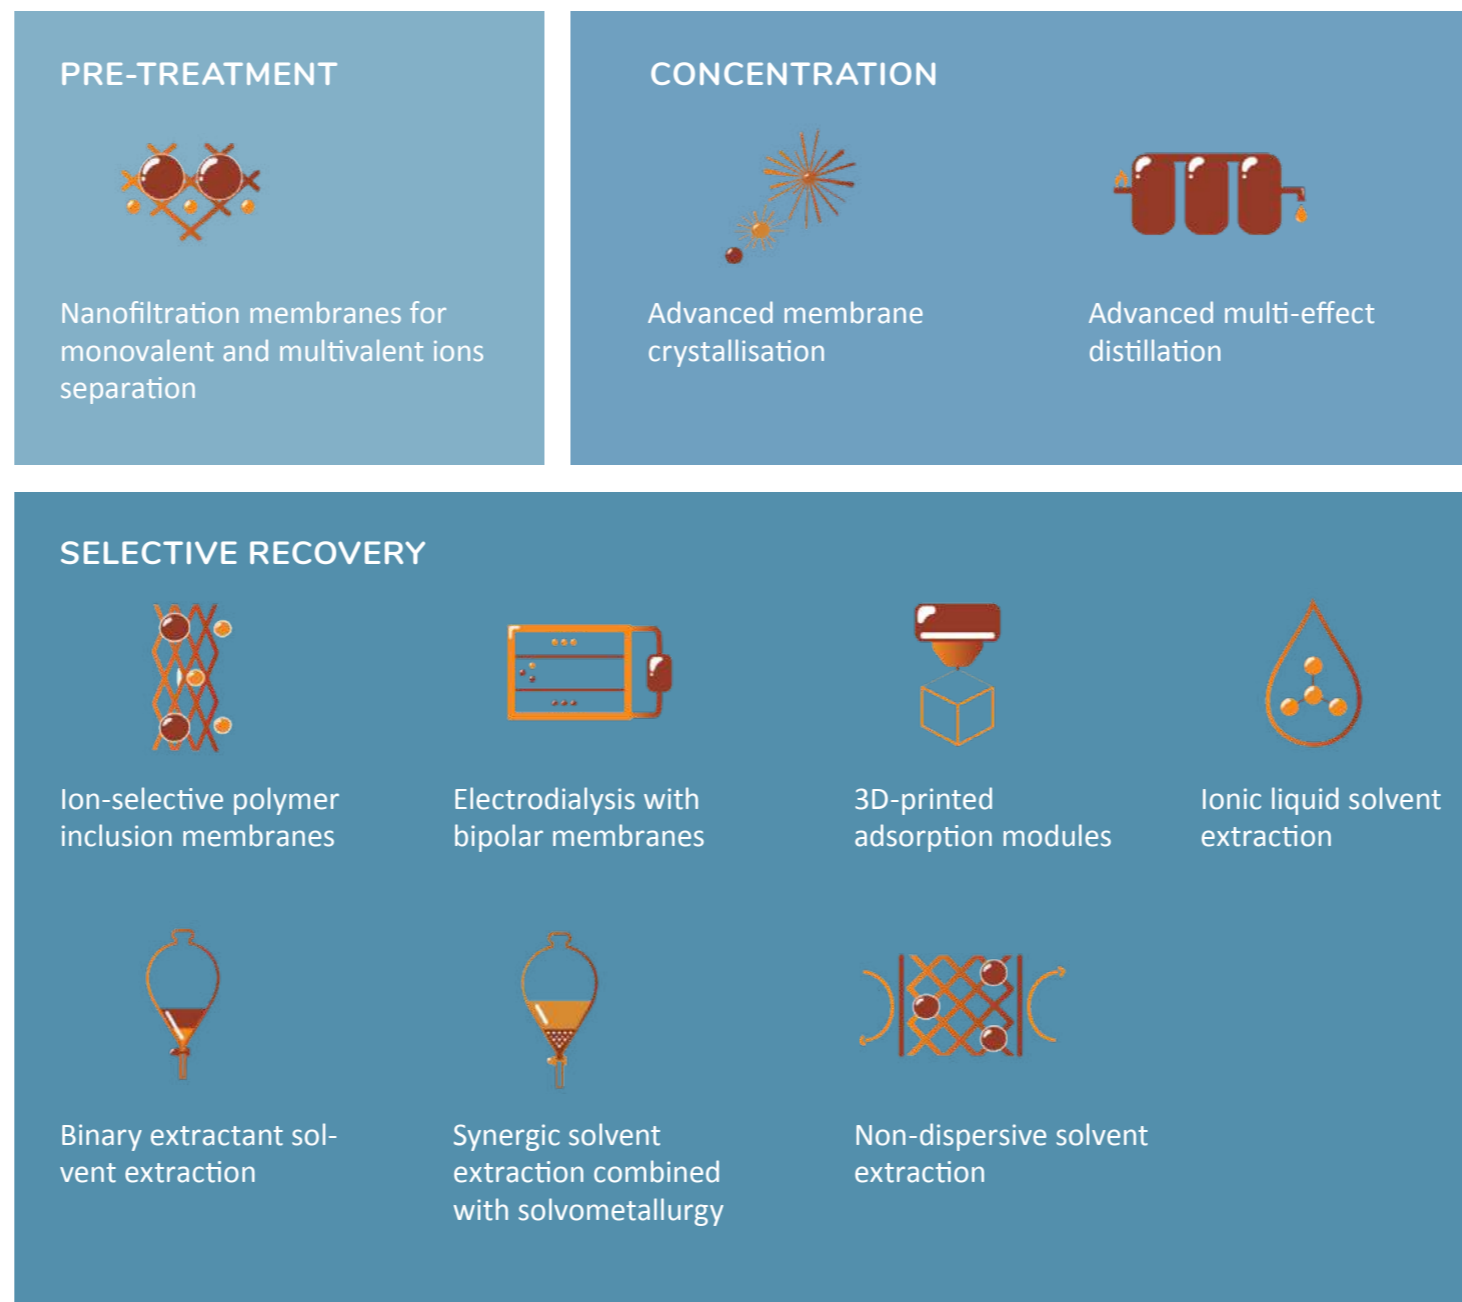 PRE-TREATMENT
Nanofiltration membranes for
monovalent and multivalent ions
separation
CONCENTRATION
Advanced membrane
crystallisation
Advanced multi-effect
distillation
SELECTIVE RECOVERY
Ion-selective polymer
inclusion membranes
Electrodialysis with
bipolar membranes
3D-printed
adsorption modules
Ionic liquid solvent
extraction
Binary extractant sol-
vent extraction
Synergic solvent
extraction combined
with solvometallurgy
Non-dispersive solvent
extraction